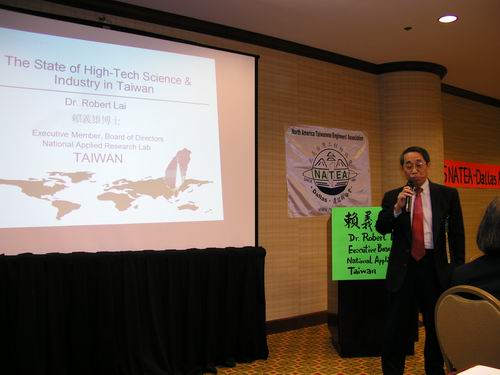 The State of High-Tech Science &
Industry in Taiwan
Dr. Robert Lai
賴義雄博士
Executive Member, Board of Directors
National Applied Research Lab
TAIWAN
North America Taiwanese Engineers' Association
NATEA
Dallas
賴義
Dr. Robert
Executive Boar
National Appl
Taiwan
NATEA-Dallas